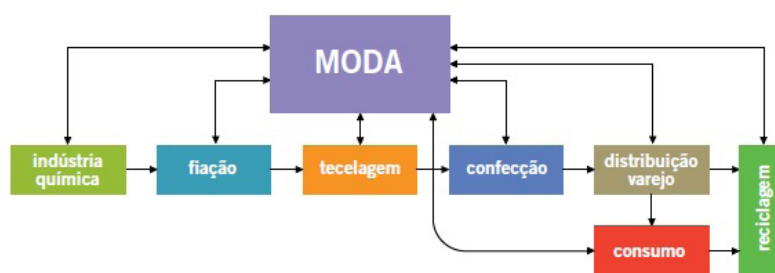 MODA
indústria
química
fiação
tecelagem
confecção
distribuição
varejo
reciclagem
consumo